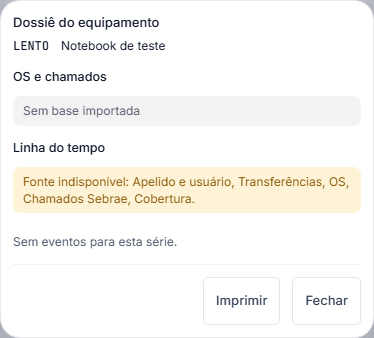 Dossiê do equipamento
LENTO Notebook de teste
OS e chamados
Sem base importada
Linha do tempo
Fonte indisponível: Apelido e usuário, Transferências, OS,
Chamados Sebrae, Cobertura.
Sem eventos para esta série.
Imprimir Fechar